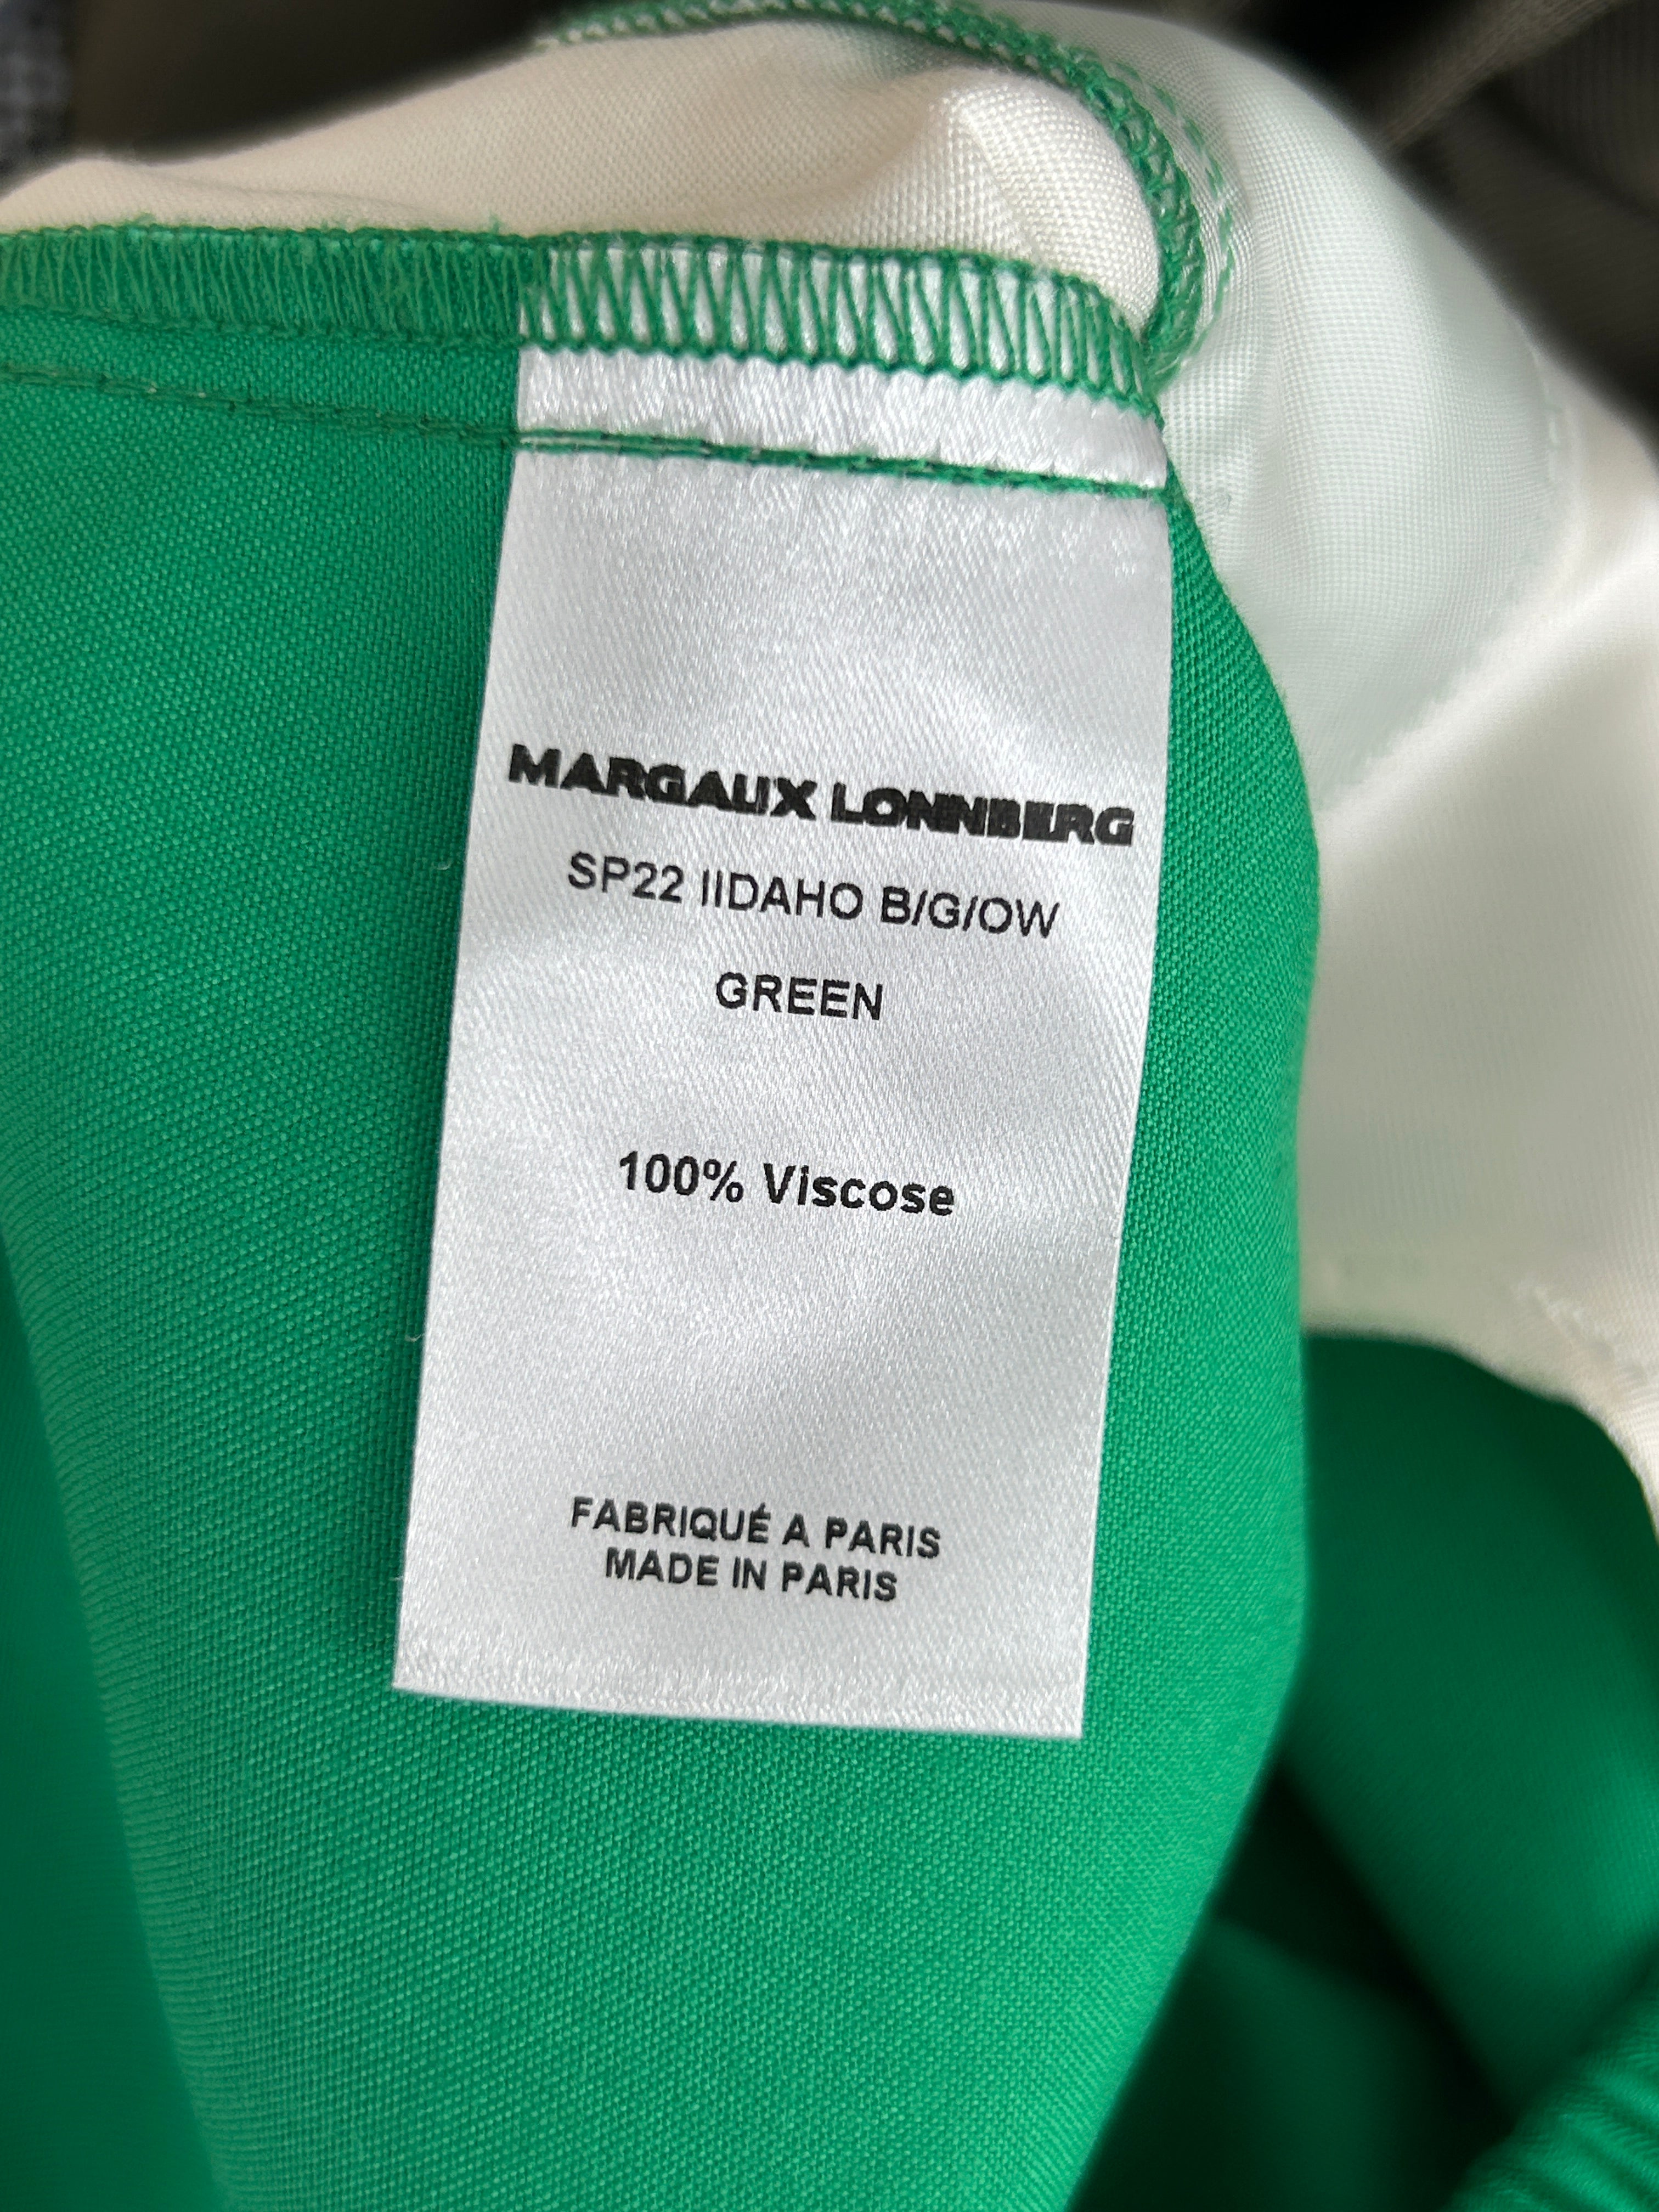 MARGAUX LONNBERG
SP22 IIDAHO B/G/OW
GREEN
100% Viscose
FABRIQUÉ A PARIS
MADE IN PARIS